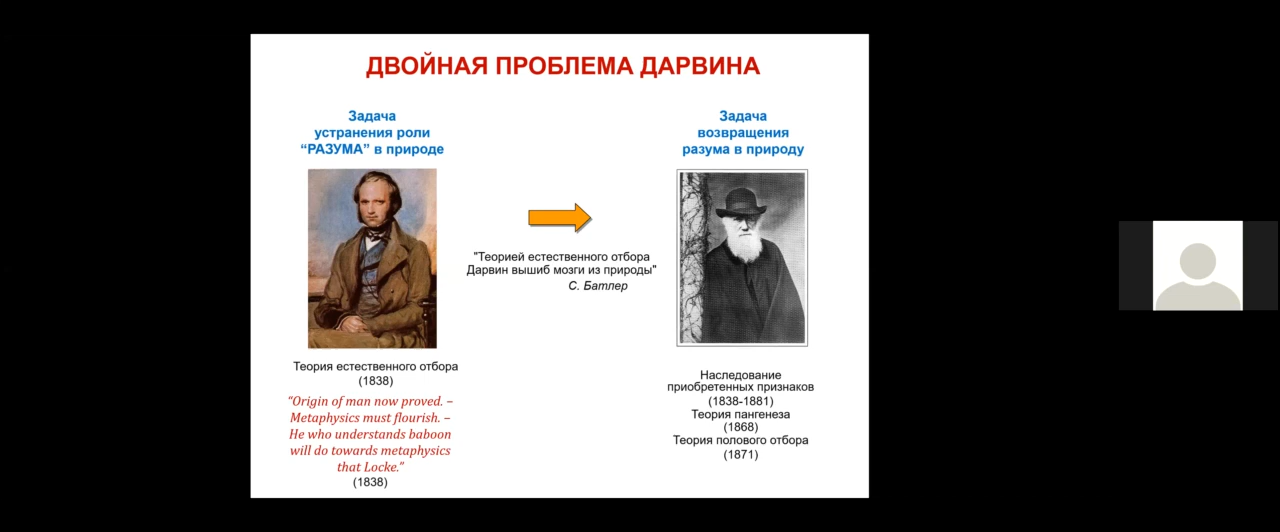 ДВОЙНАЯ ПРОБЛЕМА ДАРВИНА
Задача
устранения роли
“РАЗУМА” в природе
Теория естественного отбора
(1838)
“Origin of man now proved. –
Metaphysics must flourish. –
He who understands baboon
will do towards metaphysics
that Locke.”
(1838)
"Теорией естественного отбора
Дарвин вышиб мозги из природы"
С. Батлер
Задача
возвращения
разума в природу
Наследование
приобретенных признаков
(1838-1881)
Теория пангенеза
(1868)
Теория полового отбора
(1871)